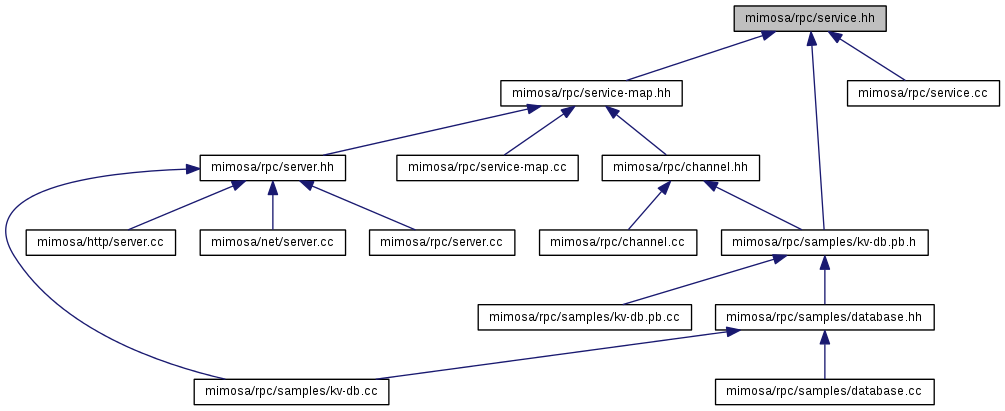 mimosa/rpc/service.hh
mimosa/rpc/service-map.hh
mimosa/rpc/service.cc
mimosa/rpc/server.hh
mimosa/rpc/service-map.cc
mimosa/rpc/channel.hh
mimosa/http/server.cc
mimosa/net/server.cc
mimosa/rpc/server.cc
mimosa/rpc/channel.cc
mimosa/rpc/samples/kv-db.pb.h
mimosa/rpc/samples/kv-db.pb.cc
mimosa/rpc/samples/database.hh
mimosa/rpc/samples/kv-db.cc
mimosa/rpc/samples/database.cc